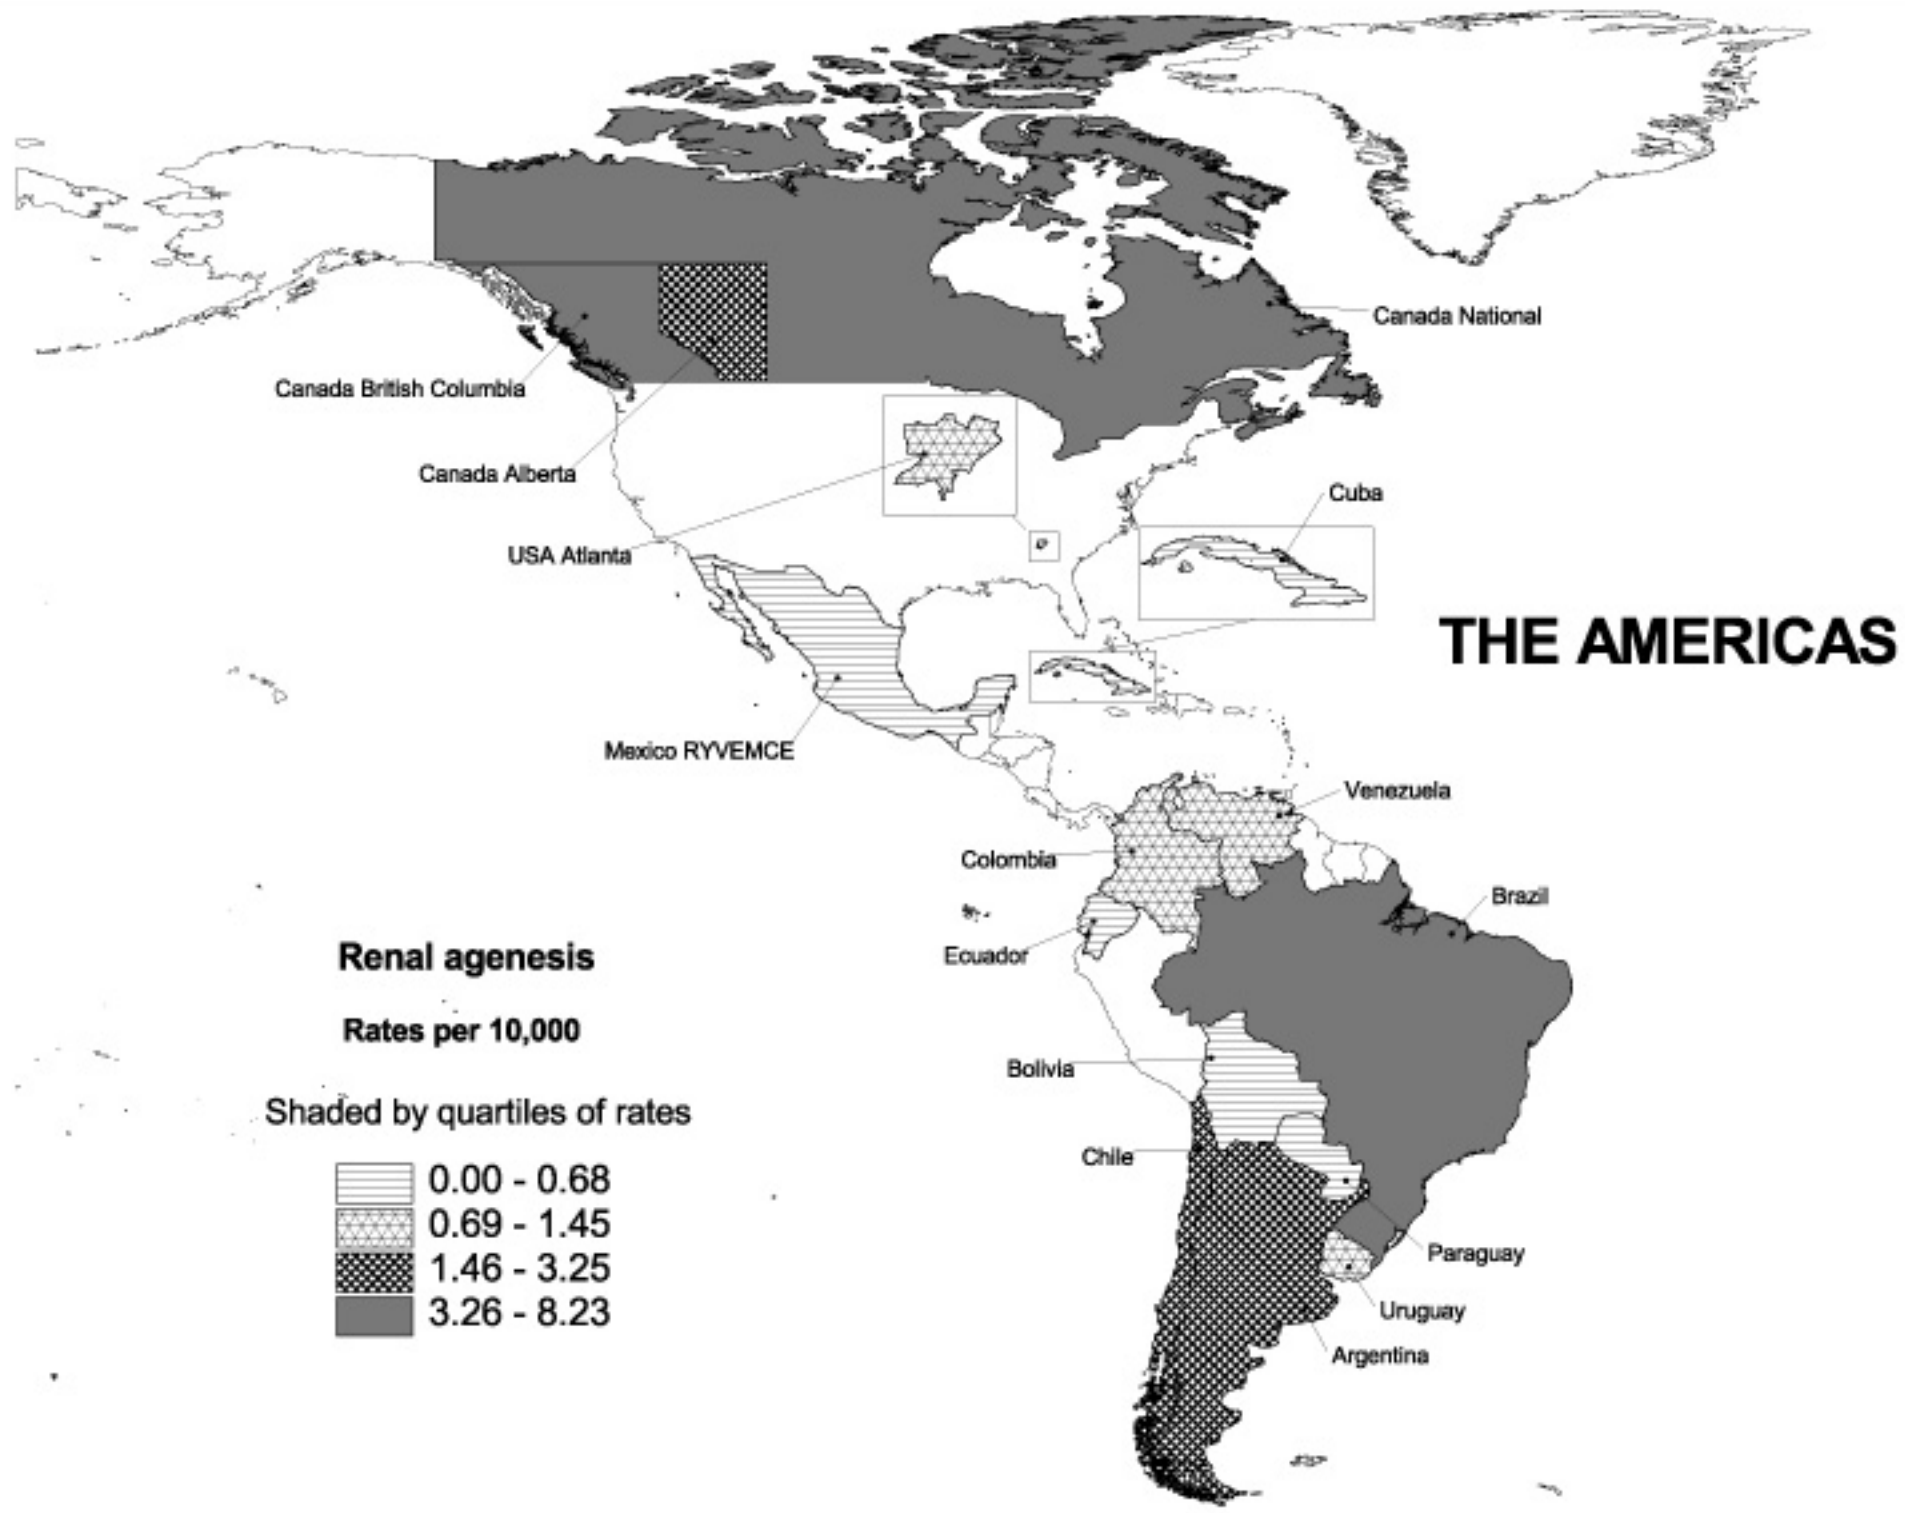 Canada National
Canada British Columbia
Canada Alberta
Cuba
USA Atlanta
THE AMERICAS
Mexico RYVEMCE
Venezuela
Colombia
Brazil
Ecuador
Renal agenesis
Rates per 10,000
Bolivia
Shaded by quartiles of rates
Chile
0.00 - 0.68
0.69 - 1.45
1.46 - 3.25
3.26 - 8.23
Paraguay
Uruguay
Argentina